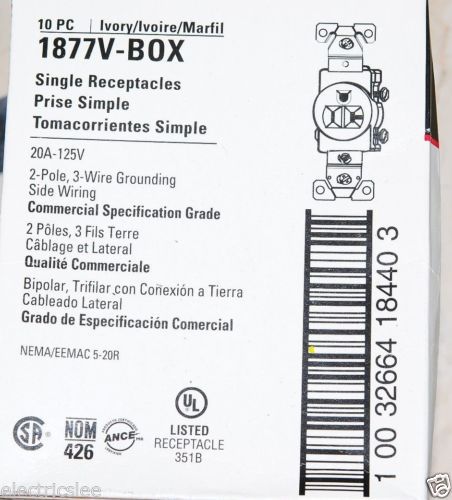 10 PC | Ivory/Ivoire/Marfil
1877V-BOX
Single Receptacles
Prise Simple
Tomacorrientes Simple
20A-125V
2-Pole, 3-Wire Grounding
Side Wiring
Commercial Specification Grade
2 Pôles, 3 Fils Terre
Câblage et Lateral
Qualité Commerciale
Bipolar, Trifilar con Conexión a Tierra
Cableado Lateral
Grado de Especificación Comercial
NEMA/EEMAC 5-20R
SA
NOM
426
ANCE
UL
LISTED
RECEPTACLE
351B
1 00 32664 18440 3
electricslee